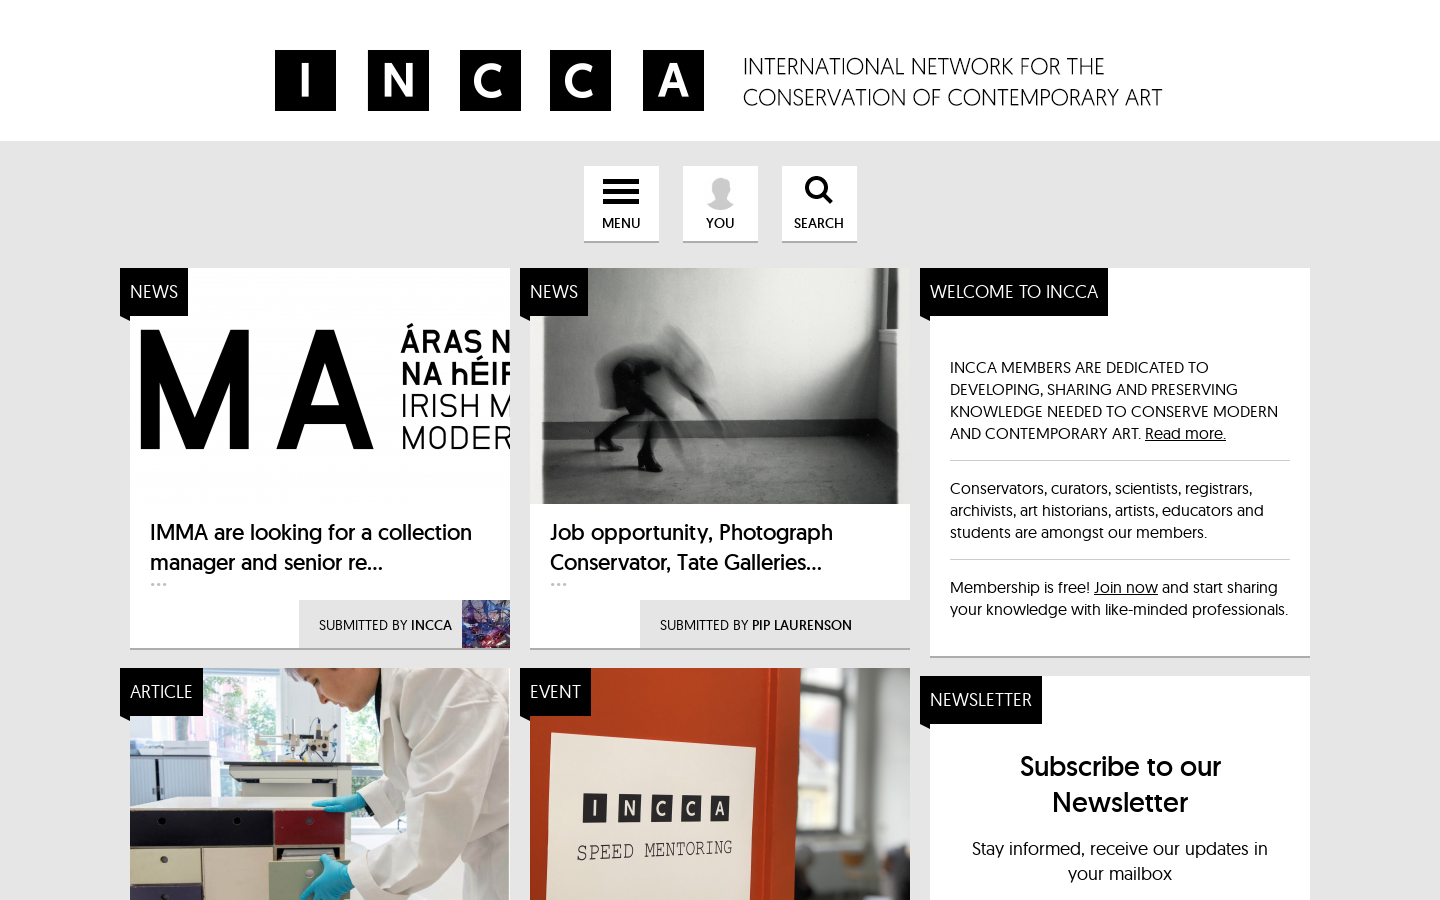 I N C C A
INTERNATIONAL NETWORK FOR THE
CONSERVATION OF CONTEMPORARY ART
MENU
YOU
SEARCH
NEWS
MA
ÁRAS N
NA hÉIR
IRISH M
MODER
IMMA are looking for a collection
manager and senior re...
...
SUBMITTED BY INCCA
NEWS
Job opportunity, Photograph
Conservator, Tate Galleries...
...
SUBMITTED BY PIP LAURENSON
WELCOME TO INCCA
INCCA MEMBERS ARE DEDICATED TO
DEVELOPING, SHARING AND PRESERVING
KNOWLEDGE NEEDED TO CONSERVE MODERN
AND CONTEMPORARY ART. Read more.
Conservators, curators, scientists, registrars,
archivists, art historians, artists, educators and
students are amongst our members.
Membership is free! Join now and start sharing
your knowledge with like-minded professionals.
ARTICLE
EVENT
I N C C A
SPEED MENTORING
NEWSLETTER
Subscribe to our
Newsletter
Stay informed, receive our updates in
your mailbox